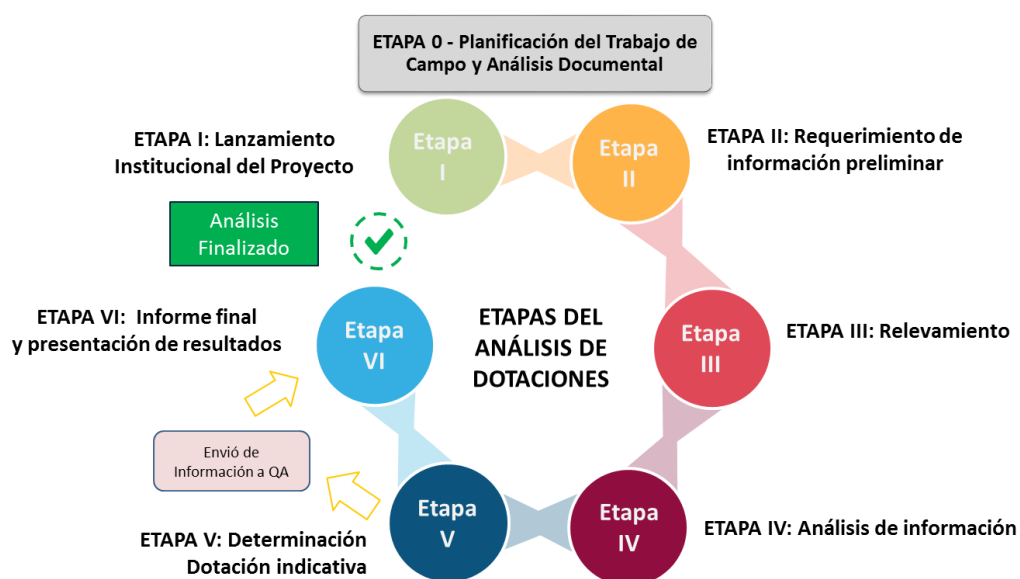 ETAPA 0 - Planificación del Trabajo de
Campo y Análisis Documental
ETAPA I: Lanzamiento
Institucional del Proyecto
Etapa
I
Etapa
II
ETAPA II: Requerimiento de
información preliminar
Análisis
Finalizado
ETAPA VI:  Informe final
y presentación de resultados
Etapa
VI
ETAPAS DEL
ANÁLISIS DE
DOTACIONES
Etapa
III
ETAPA III: Relevamiento
Envió de
Información a QA
ETAPA V: Determinación
Dotación indicativa
Etapa
V
Etapa
IV
ETAPA IV: Análisis de información